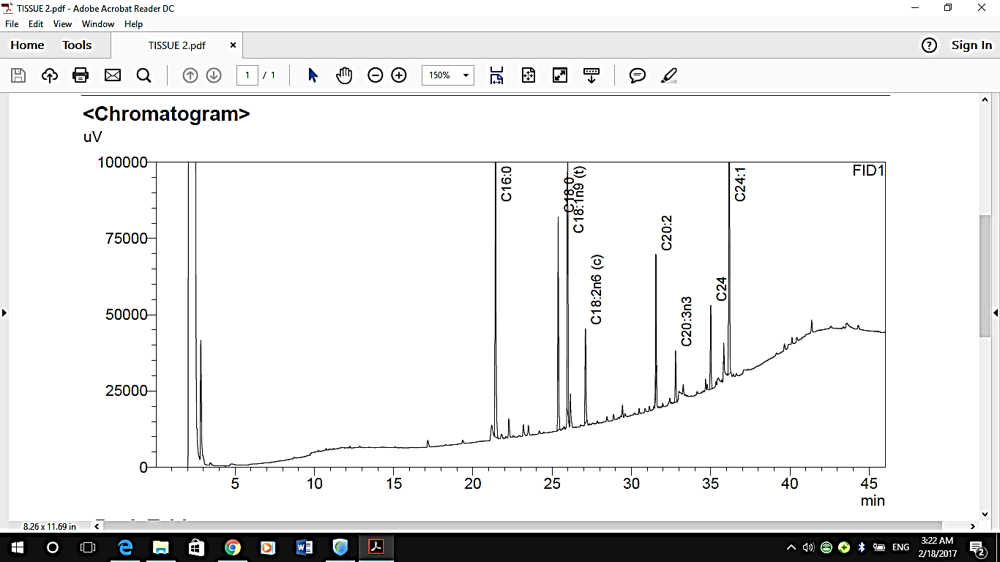 TISSUE 2.pdf - Adobe Acrobat Reader DC
File Edit View Window Help
Home Tools TISSUE 2.pdf × ? Sign In
1 / 1 150%
<Chromatogram>
uV
100000
75000
50000
25000
0
FID1
C16:0
C18:0
C18:1n9 (t)
C18:2n6 (c)
C20:2
C20:3n3
C24
C24:1
5 10 15 20 25 30 35 40 45
min
8.26 x 11.69 in
ENG
3:22 AM
2/18/2017
2